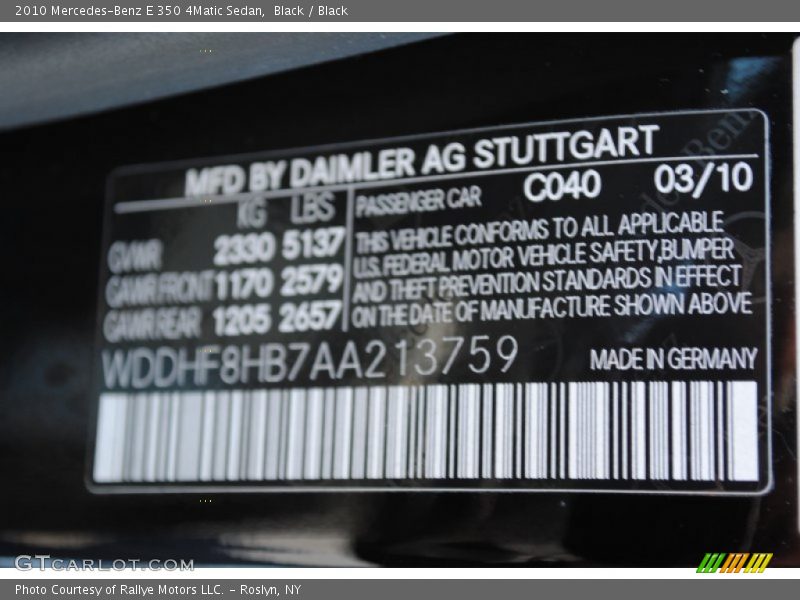 2010 Mercedes-Benz E 350 4Matic Sedan, Black / Black
MFD BY DAIMLER AG STUTTGART
KG LBS
GVWR 2330 5137
GAWR FRONT 1170 2579
GAWR REAR 1205 2657
PASSENGER CAR C040 03/10
THIS VEHICLE CONFORMS TO ALL APPLICABLE
U.S. FEDERAL MOTOR VEHICLE SAFETY, BUMPER
AND THEFT PREVENTION STANDARDS IN EFFECT
ON THE DATE OF MANUFACTURE SHOWN ABOVE
WDDHF8HB7AA213759 MADE IN GERMANY
GTCARLOT.COM
Photo Courtesy of Rallye Motors LLC. - Roslyn, NY